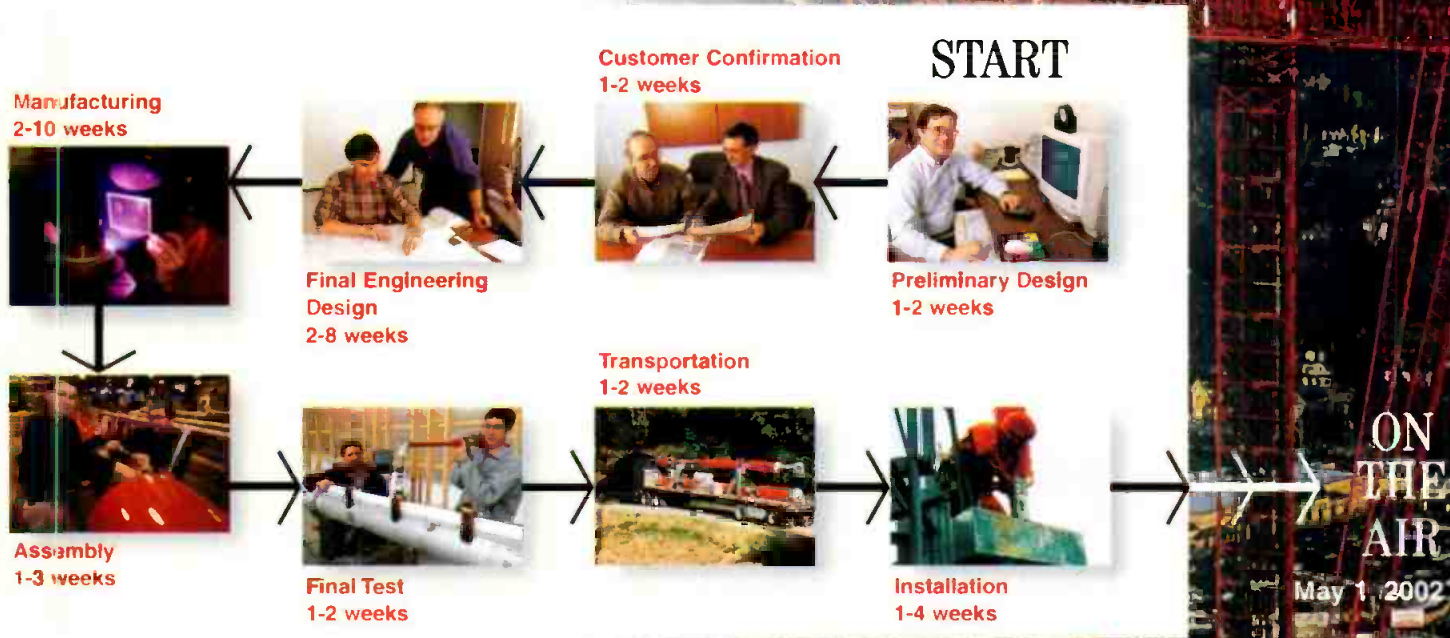 START
Preliminary Design
1-2 weeks
Customer Confirmation
1-2 weeks
Final Engineering
Design
2-8 weeks
Manufacturing
2-10 weeks
Assembly
1-3 weeks
Final Test
1-2 weeks
Transportation
1-2 weeks
Installation
1-4 weeks
ON
THE
AIR
May 1 2002